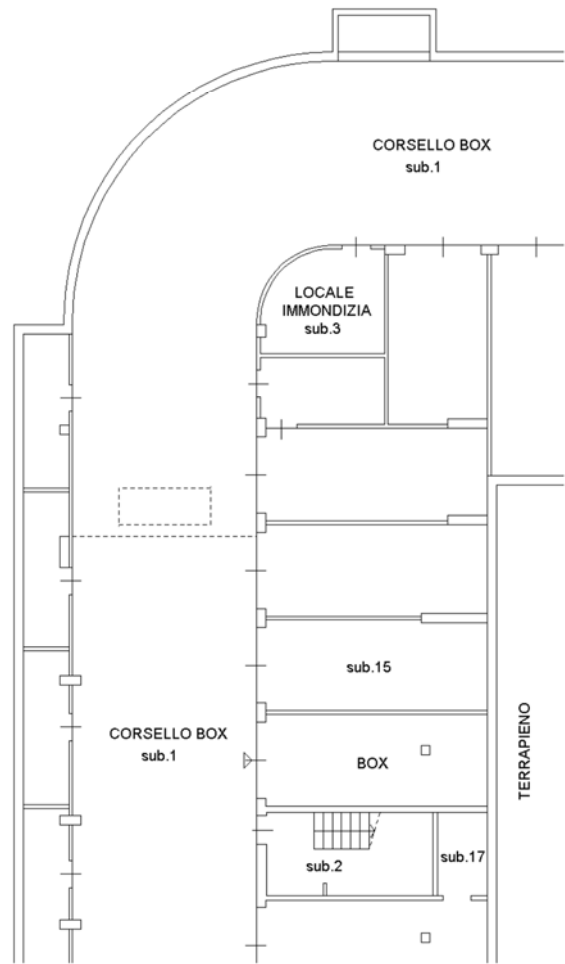 CORSELLO BOX
sub.1
LOCALE
IMMONDIZIA
sub.3
sub.15
CORSELLO BOX
sub.1
BOX
TERRAPIENO
sub.2
sub.17